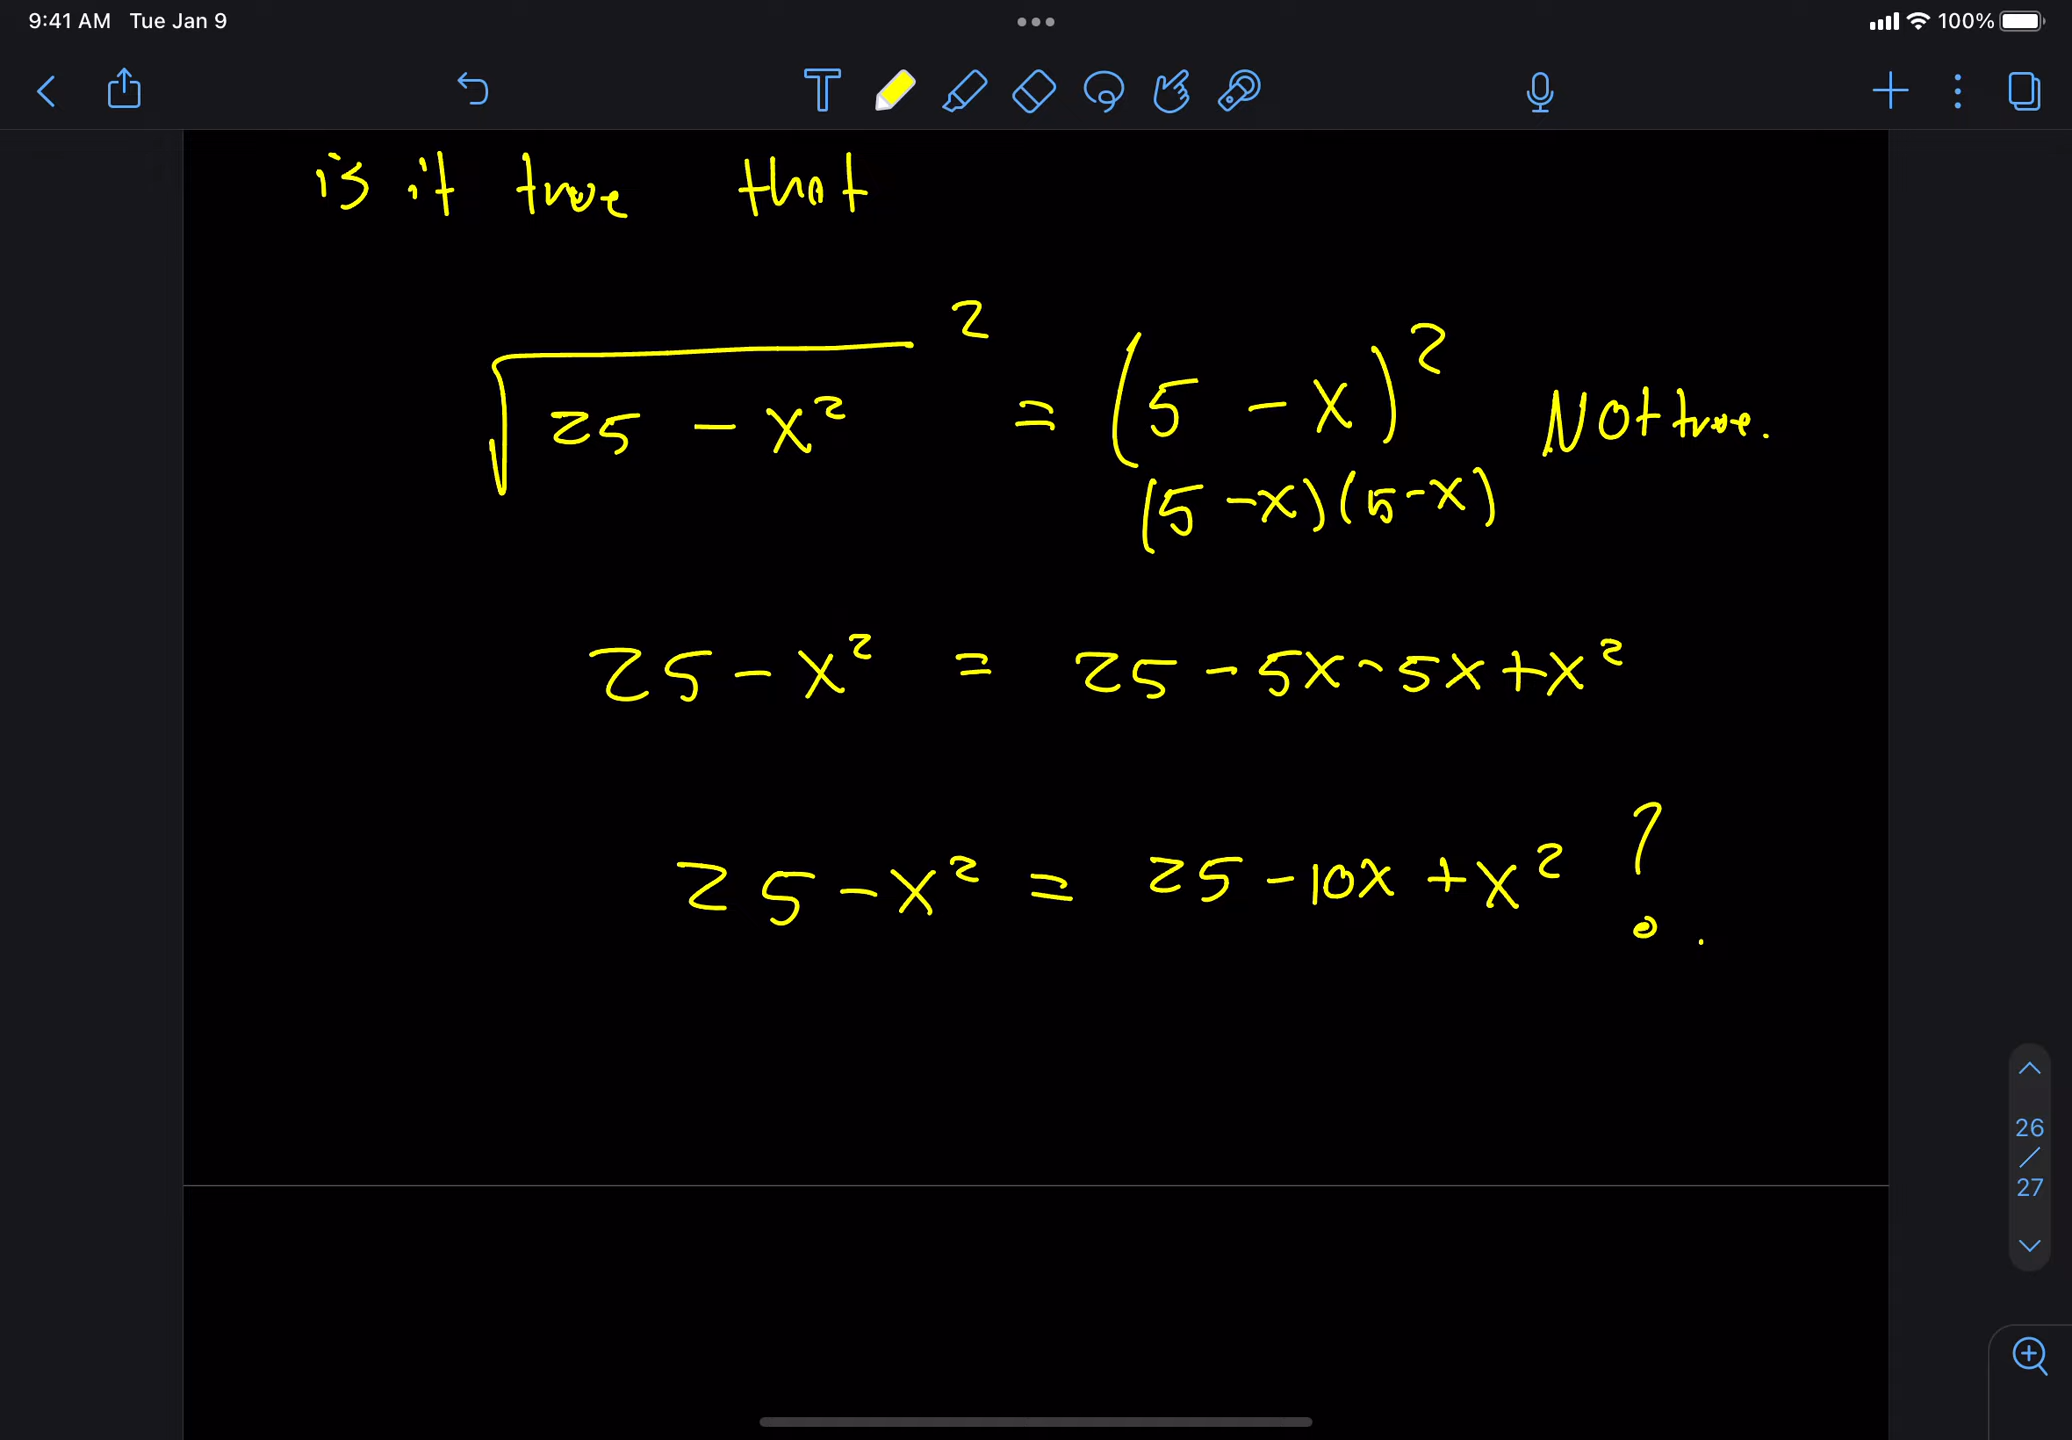 9:41 AM Tue Jan 9
100%
is it true that
√25 - x² ² = (5 - x)² Not true.
(5 - x)(5 - x)
25 - x² = 25 - 5x - 5x + x²
25 - x² = 25 - 10x + x² ? .
26
/
27